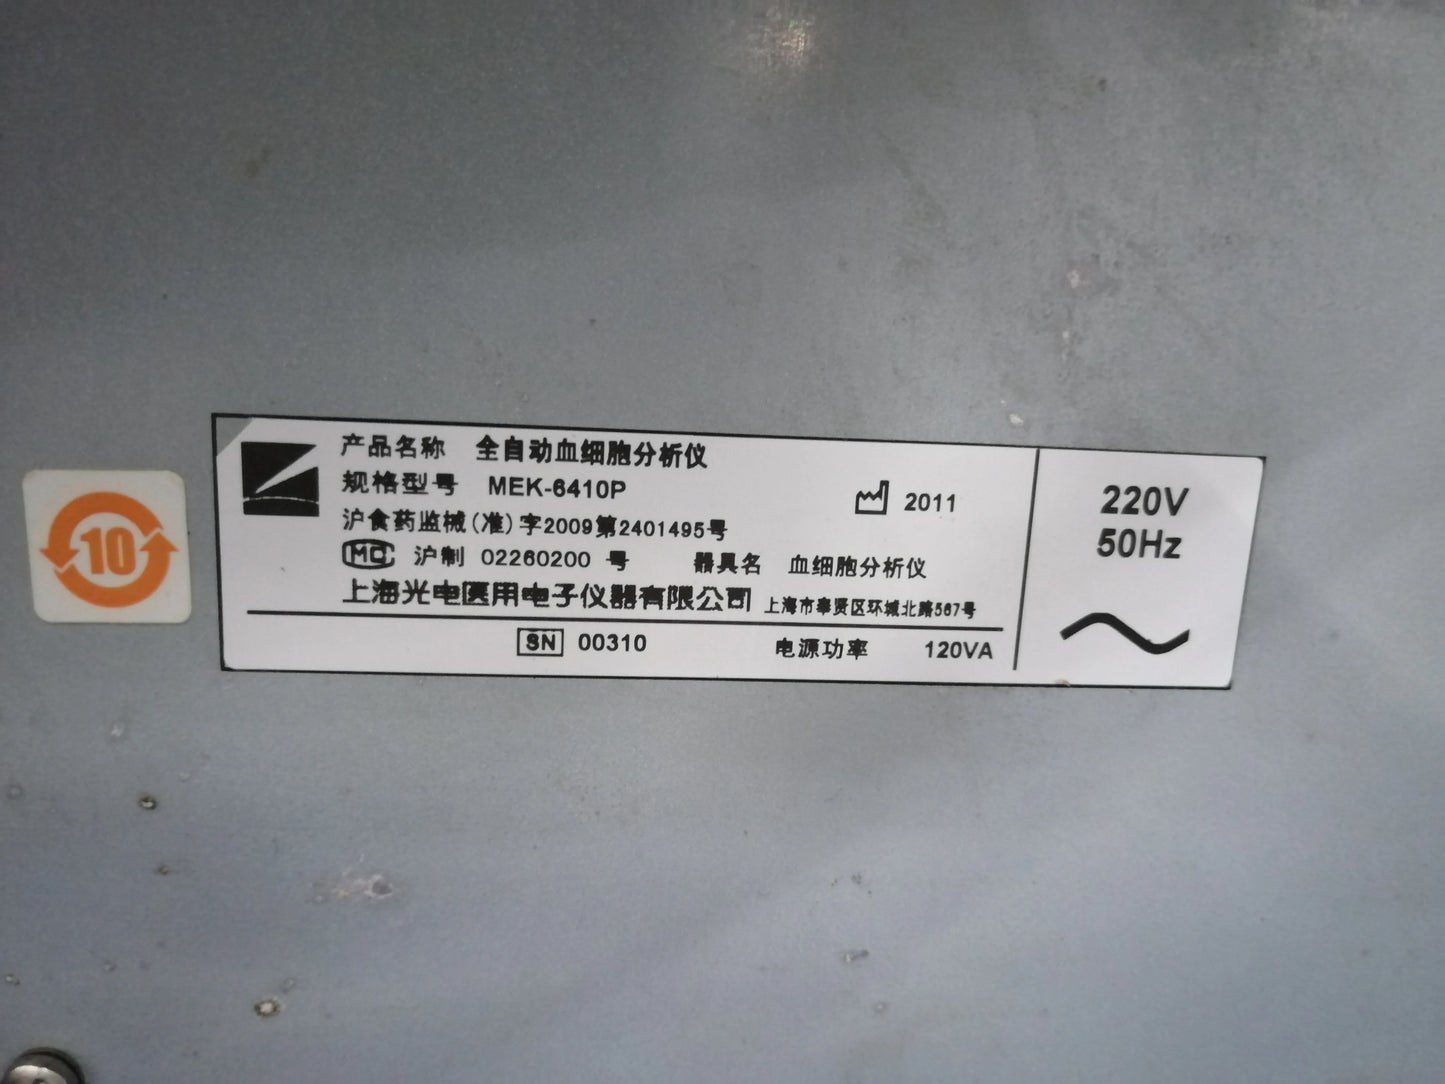 10
产品名称 全自动血细胞分析仪
规格型号 MEK-6410P
2011
沪食药监械(准)字2009第2401495号
MC 沪制 02260200 号 器具名 血细胞分析仪
上海光电医用电子仪器有限公司 上海市奉贤区环城北路567号
SN 00310 电源功率 120VA
220V
50Hz